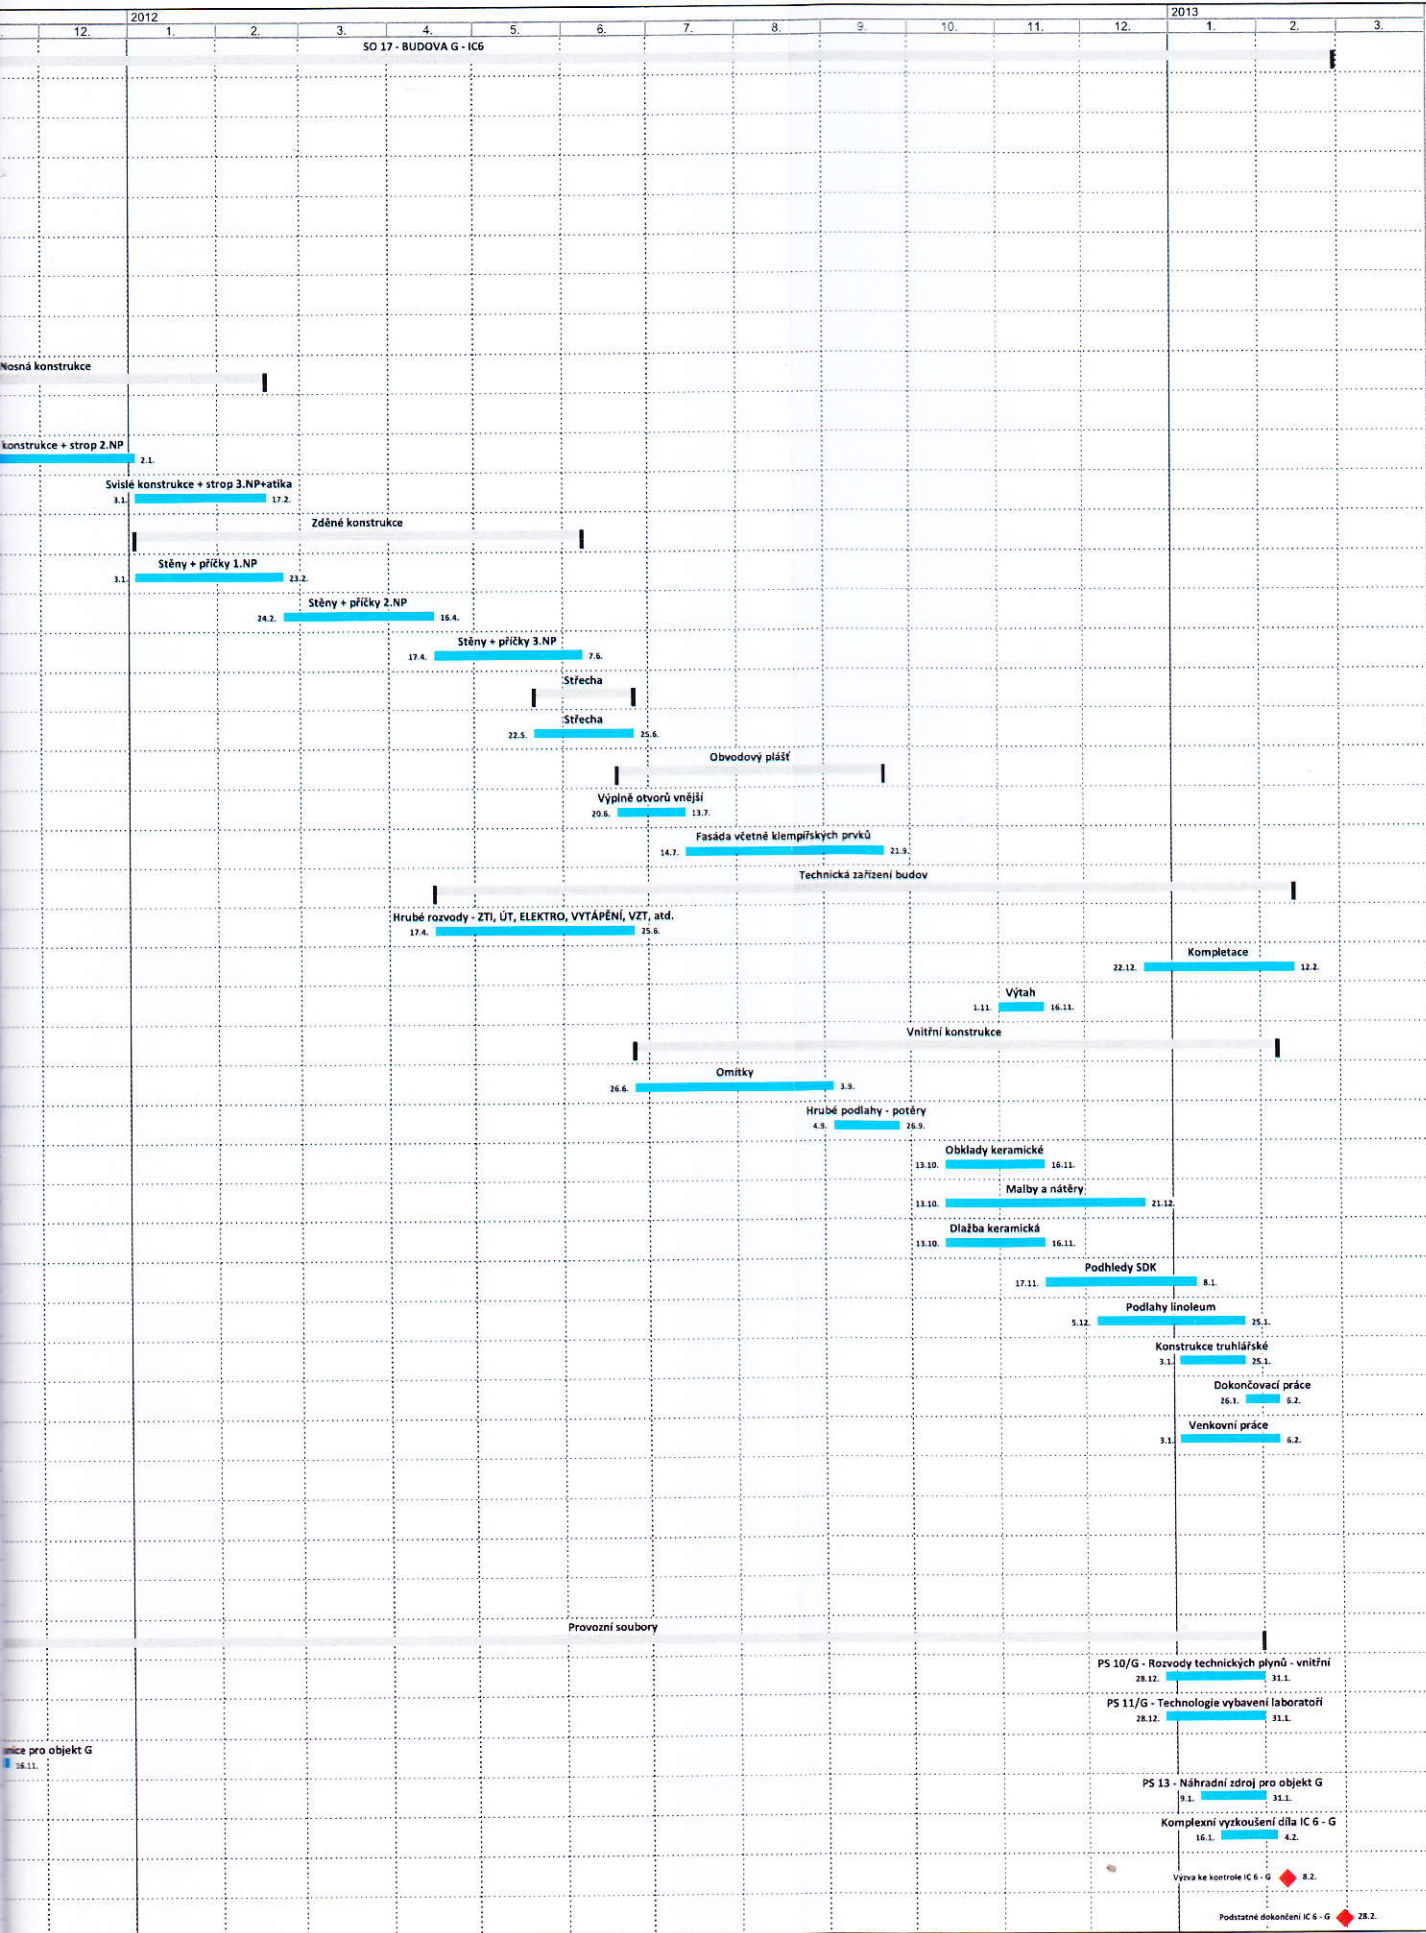 2012
2013
12.
1.
2.
3.
4.
5.
6.
7.
8.
9.
10.
11.
12.
1.
2.
3.
SO 17 - BUDOVA G - IC6
Nosná konstrukce
konstrukce + strop 2.NP
2.1.
Svislé konstrukce + strop 3.NP+atika
3.1.
17.2.
Zděné konstrukce
Stěny + příčky 1.NP
3.1.
23.2.
Stěny + příčky 2.NP
24.2.
16.4.
Stěny + příčky 3.NP
17.4.
7.6.
Střecha
Střecha
22.5.
25.6.
Obvodový plášť
Výplně otvorů vnější
20.6.
13.7.
Fasáda včetně klempířských prvků
14.7.
21.9.
Technická zařízení budov
Hrubé rozvody - ZTI, ÚT, ELEKTRO, VYTÁPĚNÍ, VZT, atd.
17.4.
25.6.
Kompletace
22.12.
12.2.
Výtah
1.11.
16.11.
Vnitřní konstrukce
Omítky
26.6.
3.9.
Hrubé podlahy - potěry
4.9.
26.9.
Obklady keramické
13.10.
16.11.
Malby a nátěry
13.10.
21.12.
Dlažba keramická
13.10.
16.11.
Podhledy SDK
17.11.
8.1.
Podlahy linoleum
5.12.
25.1.
Konstrukce truhlářské
3.1.
25.1.
Dokončovací práce
26.1.
6.2.
Venkovní práce
3.1.
6.2.
Provozní soubory
PS 10/G - Rozvody technických plynů - vnitřní
28.12.
31.1.
PS 11/G - Technologie vybavení laboratoří
28.12.
31.1.
nice pro objekt G
16.11.
PS 13 - Náhradní zdroj pro objekt G
9.1.
31.1.
Komplexní vyzkoušení díla IC 6 - G
16.1.
4.2.
Výzva ke kontrole IC 6 - G
8.2.
Podstatné dokončení IC 6 - G
28.2.